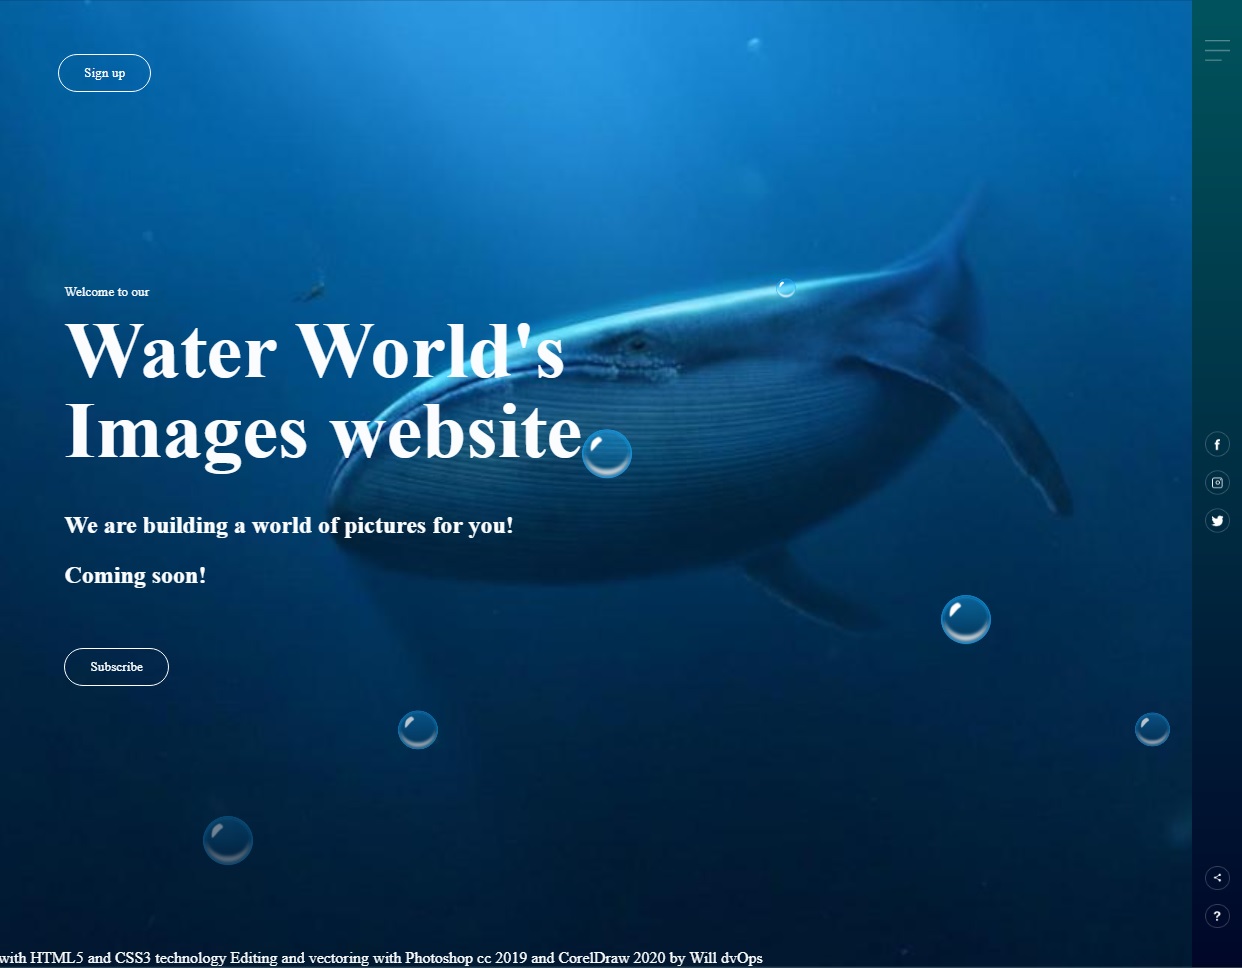 Sign up
Welcome to our
Water World's
Images website
We are building a world of pictures for you!
Coming soon!
Subscribe
?
with HTML5 and CSS3 technology Editing and vectoring with Photoshop cc 2019 and CorelDraw 2020 by Will dvOps